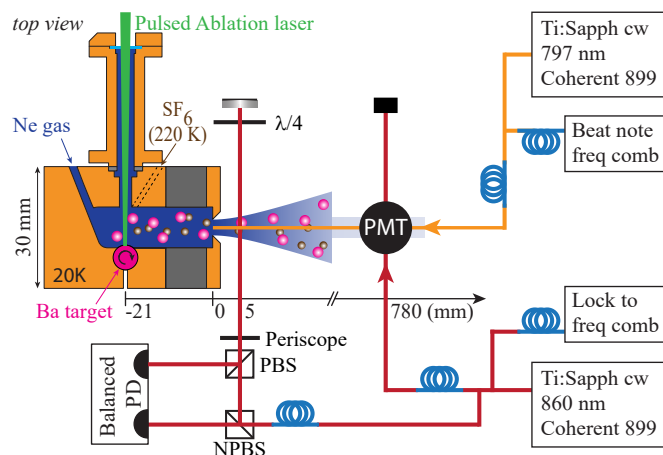 top view
Pulsed Ablation laser
Ne gas
SF6
(220 K)
λ/4
Ti:Sapph cw
797 nm
Coherent 899
Beat note
freq comb
30 mm
PMT
20K
Ba target
-21
0
5
780 (mm)
Periscope
PBS
NPBS
Balanced
PD
Lock to
freq comb
Ti:Sapph cw
860 nm
Coherent 899